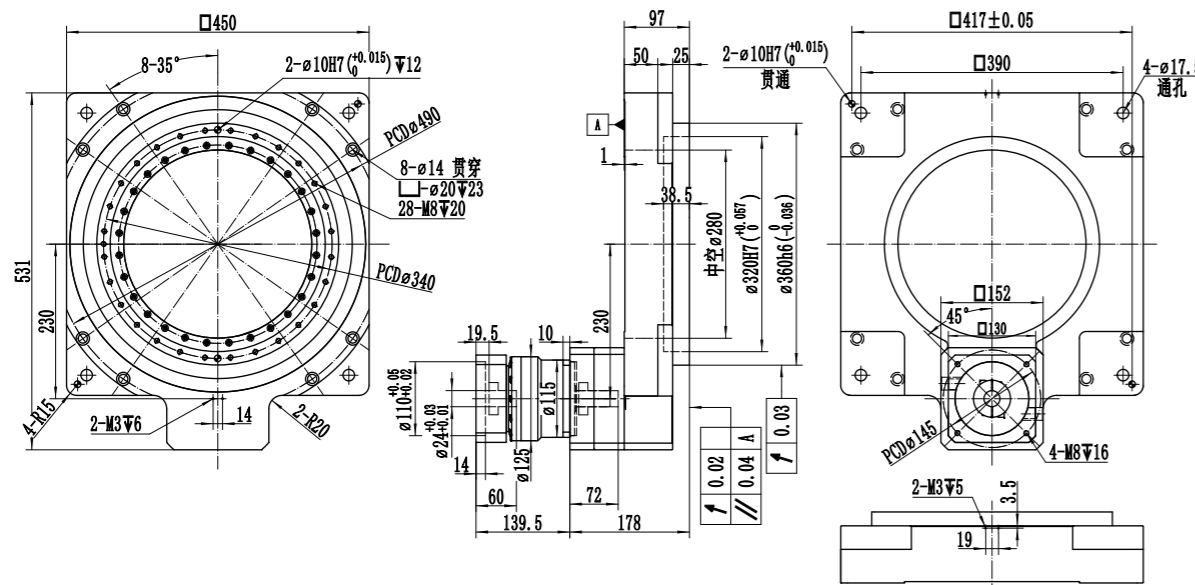 □450
8-35°
2-ø10H7(+0.015 0)↧12
PCDø490
8-ø14 贯穿
⌴-ø20↧23
28-M8↧20
PCDø340
531
230
4-R15
2-M3↧6
14
2-R20
97
50
25
A
1
38.5
中空ø280
ø320H7(+0.057 0)
ø360h6(0 -0.036)
230
19.5
10
ø110+0.05 +0.02
ø24+0.03 +0.01
ø115
ø125
14
60
72
139.5
178
0.02
0.04 A
0.03
□417±0.05
2-ø10H7(+0.015 0)
贯通
□390
4-ø17.5
通孔
□152
45°
□130
PCDø145
4-M8↧16
2-M3↧5
3.5
19